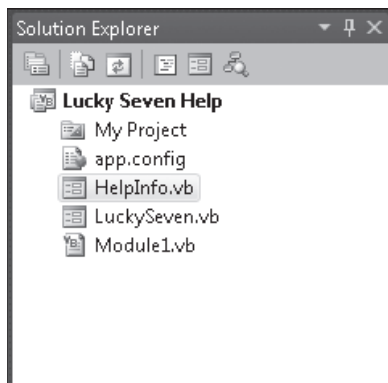 Solution Explorer
Lucky Seven Help
My Project
app.config
HelpInfo.vb
LuckySeven.vb
Module1.vb